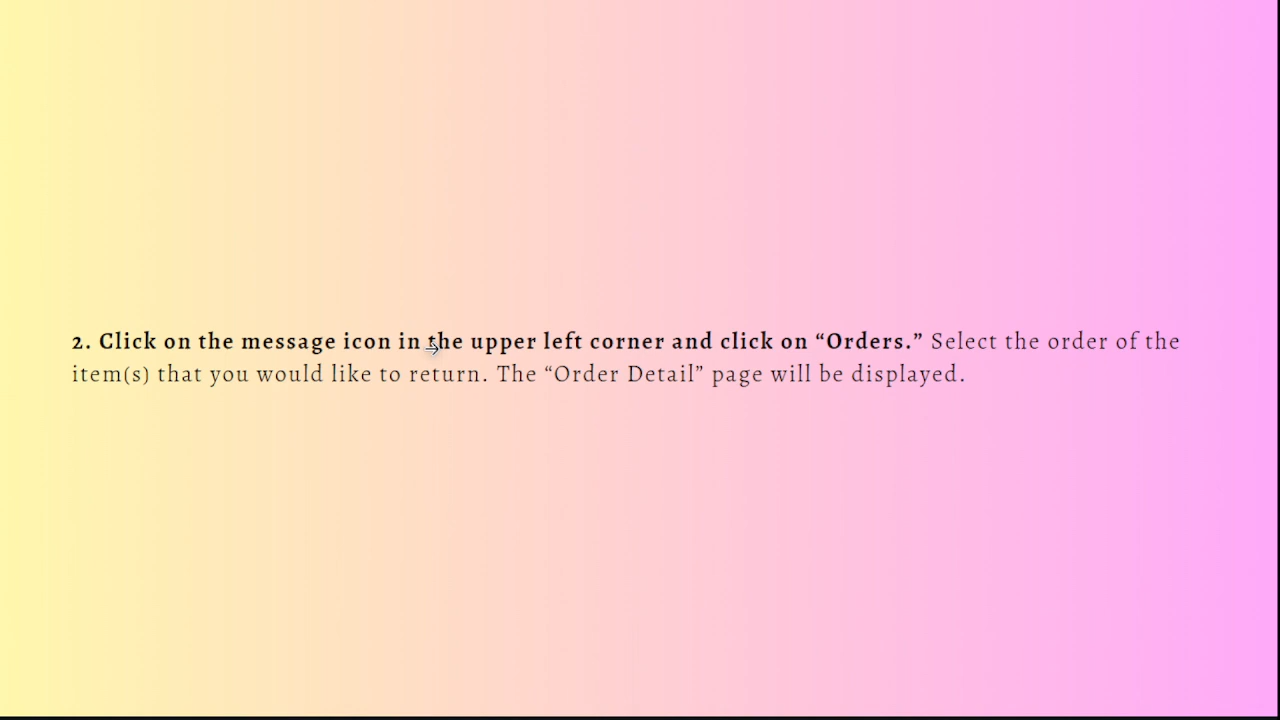 2. Click on the message icon in the upper left corner and click on “Orders.” Select the order of the
item(s) that you would like to return. The “Order Detail” page will be displayed.